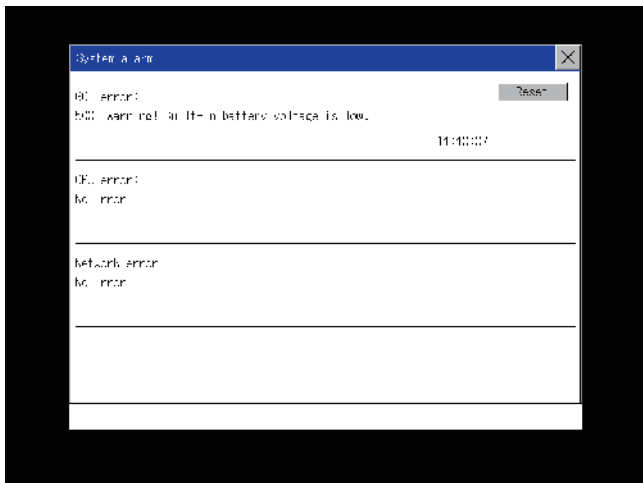 System alarm
GOT error:
Reset
500 Warning! Built-in battery voltage is low.
CPU error:
No error
Network error
No error